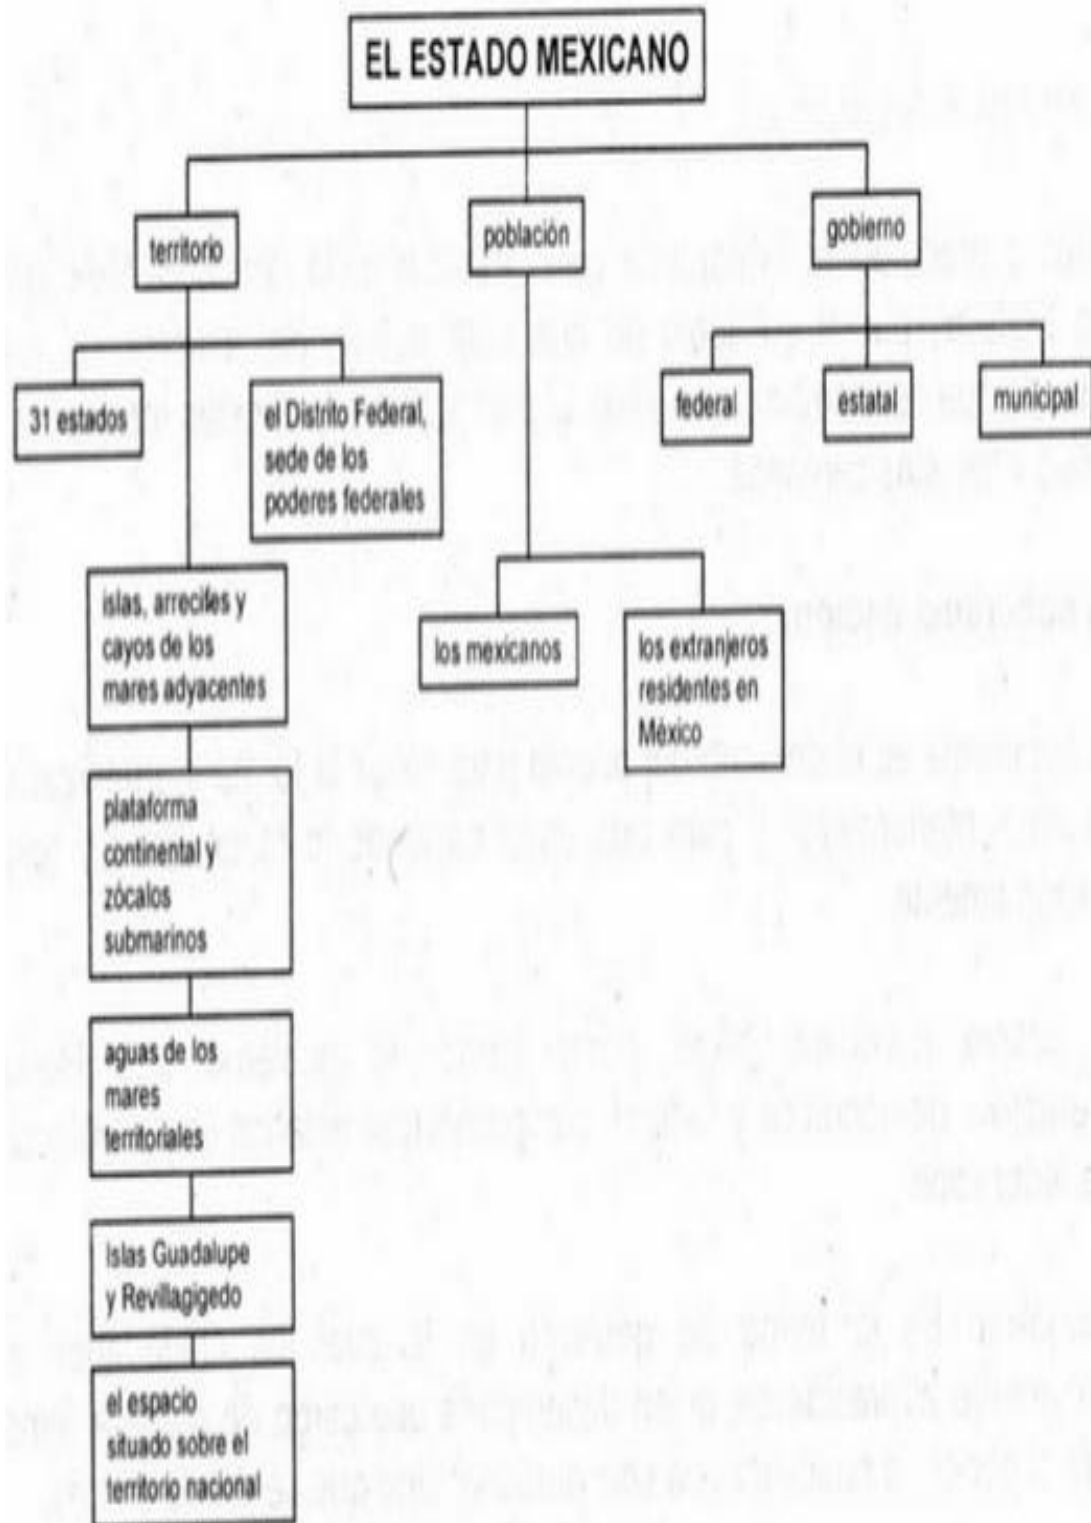 EL ESTADO MEXICANO
territorio
población
gobierno
31 estados
el Distrito Federal,
sede de los
poderes federales
federal
estatal
municipal
islas, arrecifes y
cayos de los
mares adyacentes
los mexicanos
los extranjeros
residentes en
México
plataforma
continental y
zócalos
submarinos
aguas de los
mares
territoriales
Islas Guadalupe
y Revillagigedo
el espacio
situado sobre el
territorio nacional